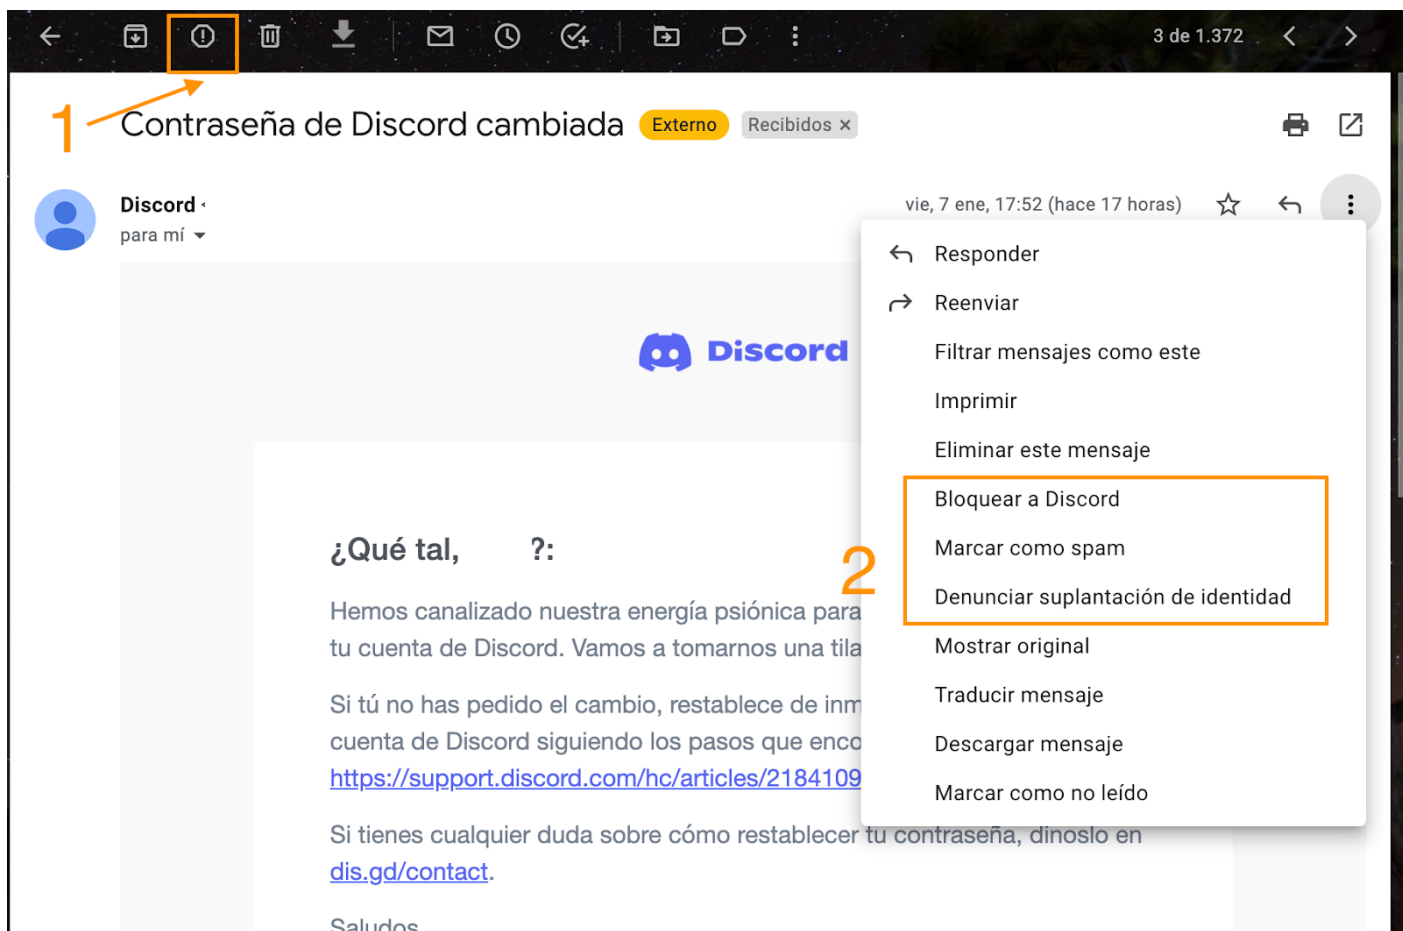 3 de 1.372
1
Contraseña de Discord cambiada Externo Recibidos ×
Discord
vie, 7 ene, 17:52 (hace 17 horas)
para mí
Responder
Reenviar
Filtrar mensajes como este
Imprimir
Eliminar este mensaje
Bloquear a Discord
Marcar como spam
Denunciar suplantación de identidad
Mostrar original
Traducir mensaje
Descargar mensaje
Marcar como no leído
2
Discord
¿Qué tal, ?:
Hemos canalizado nuestra energía psiónica para
tu cuenta de Discord. Vamos a tomarnos una tila
Si tú no has pedido el cambio, restablece de inm
cuenta de Discord siguiendo los pasos que enco
https://support.discord.com/hc/articles/2184109
Si tienes cualquier duda sobre cómo restablecer tu contraseña, dínoslo en
dis.gd/contact.
Saludos